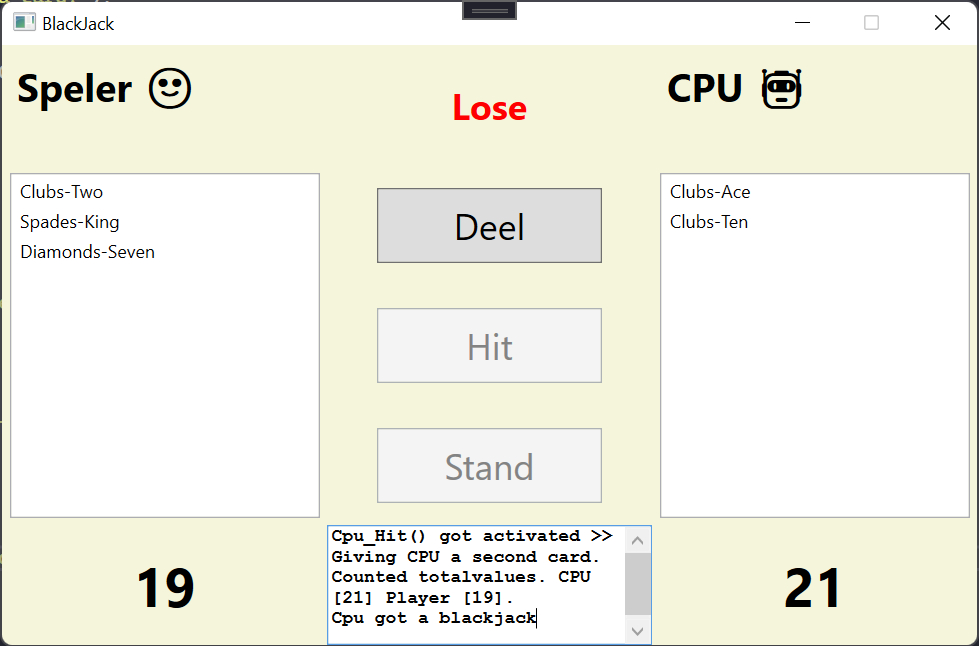 BlackJack
Speler
Lose
CPU
Clubs-Two
Spades-King
Diamonds-Seven
Deel
Hit
Stand
Clubs-Ace
Clubs-Ten
19
Cpu_Hit() got activated >>
Giving CPU a second card.
Counted totalvalues. CPU
[21] Player [19].
Cpu got a blackjack
21